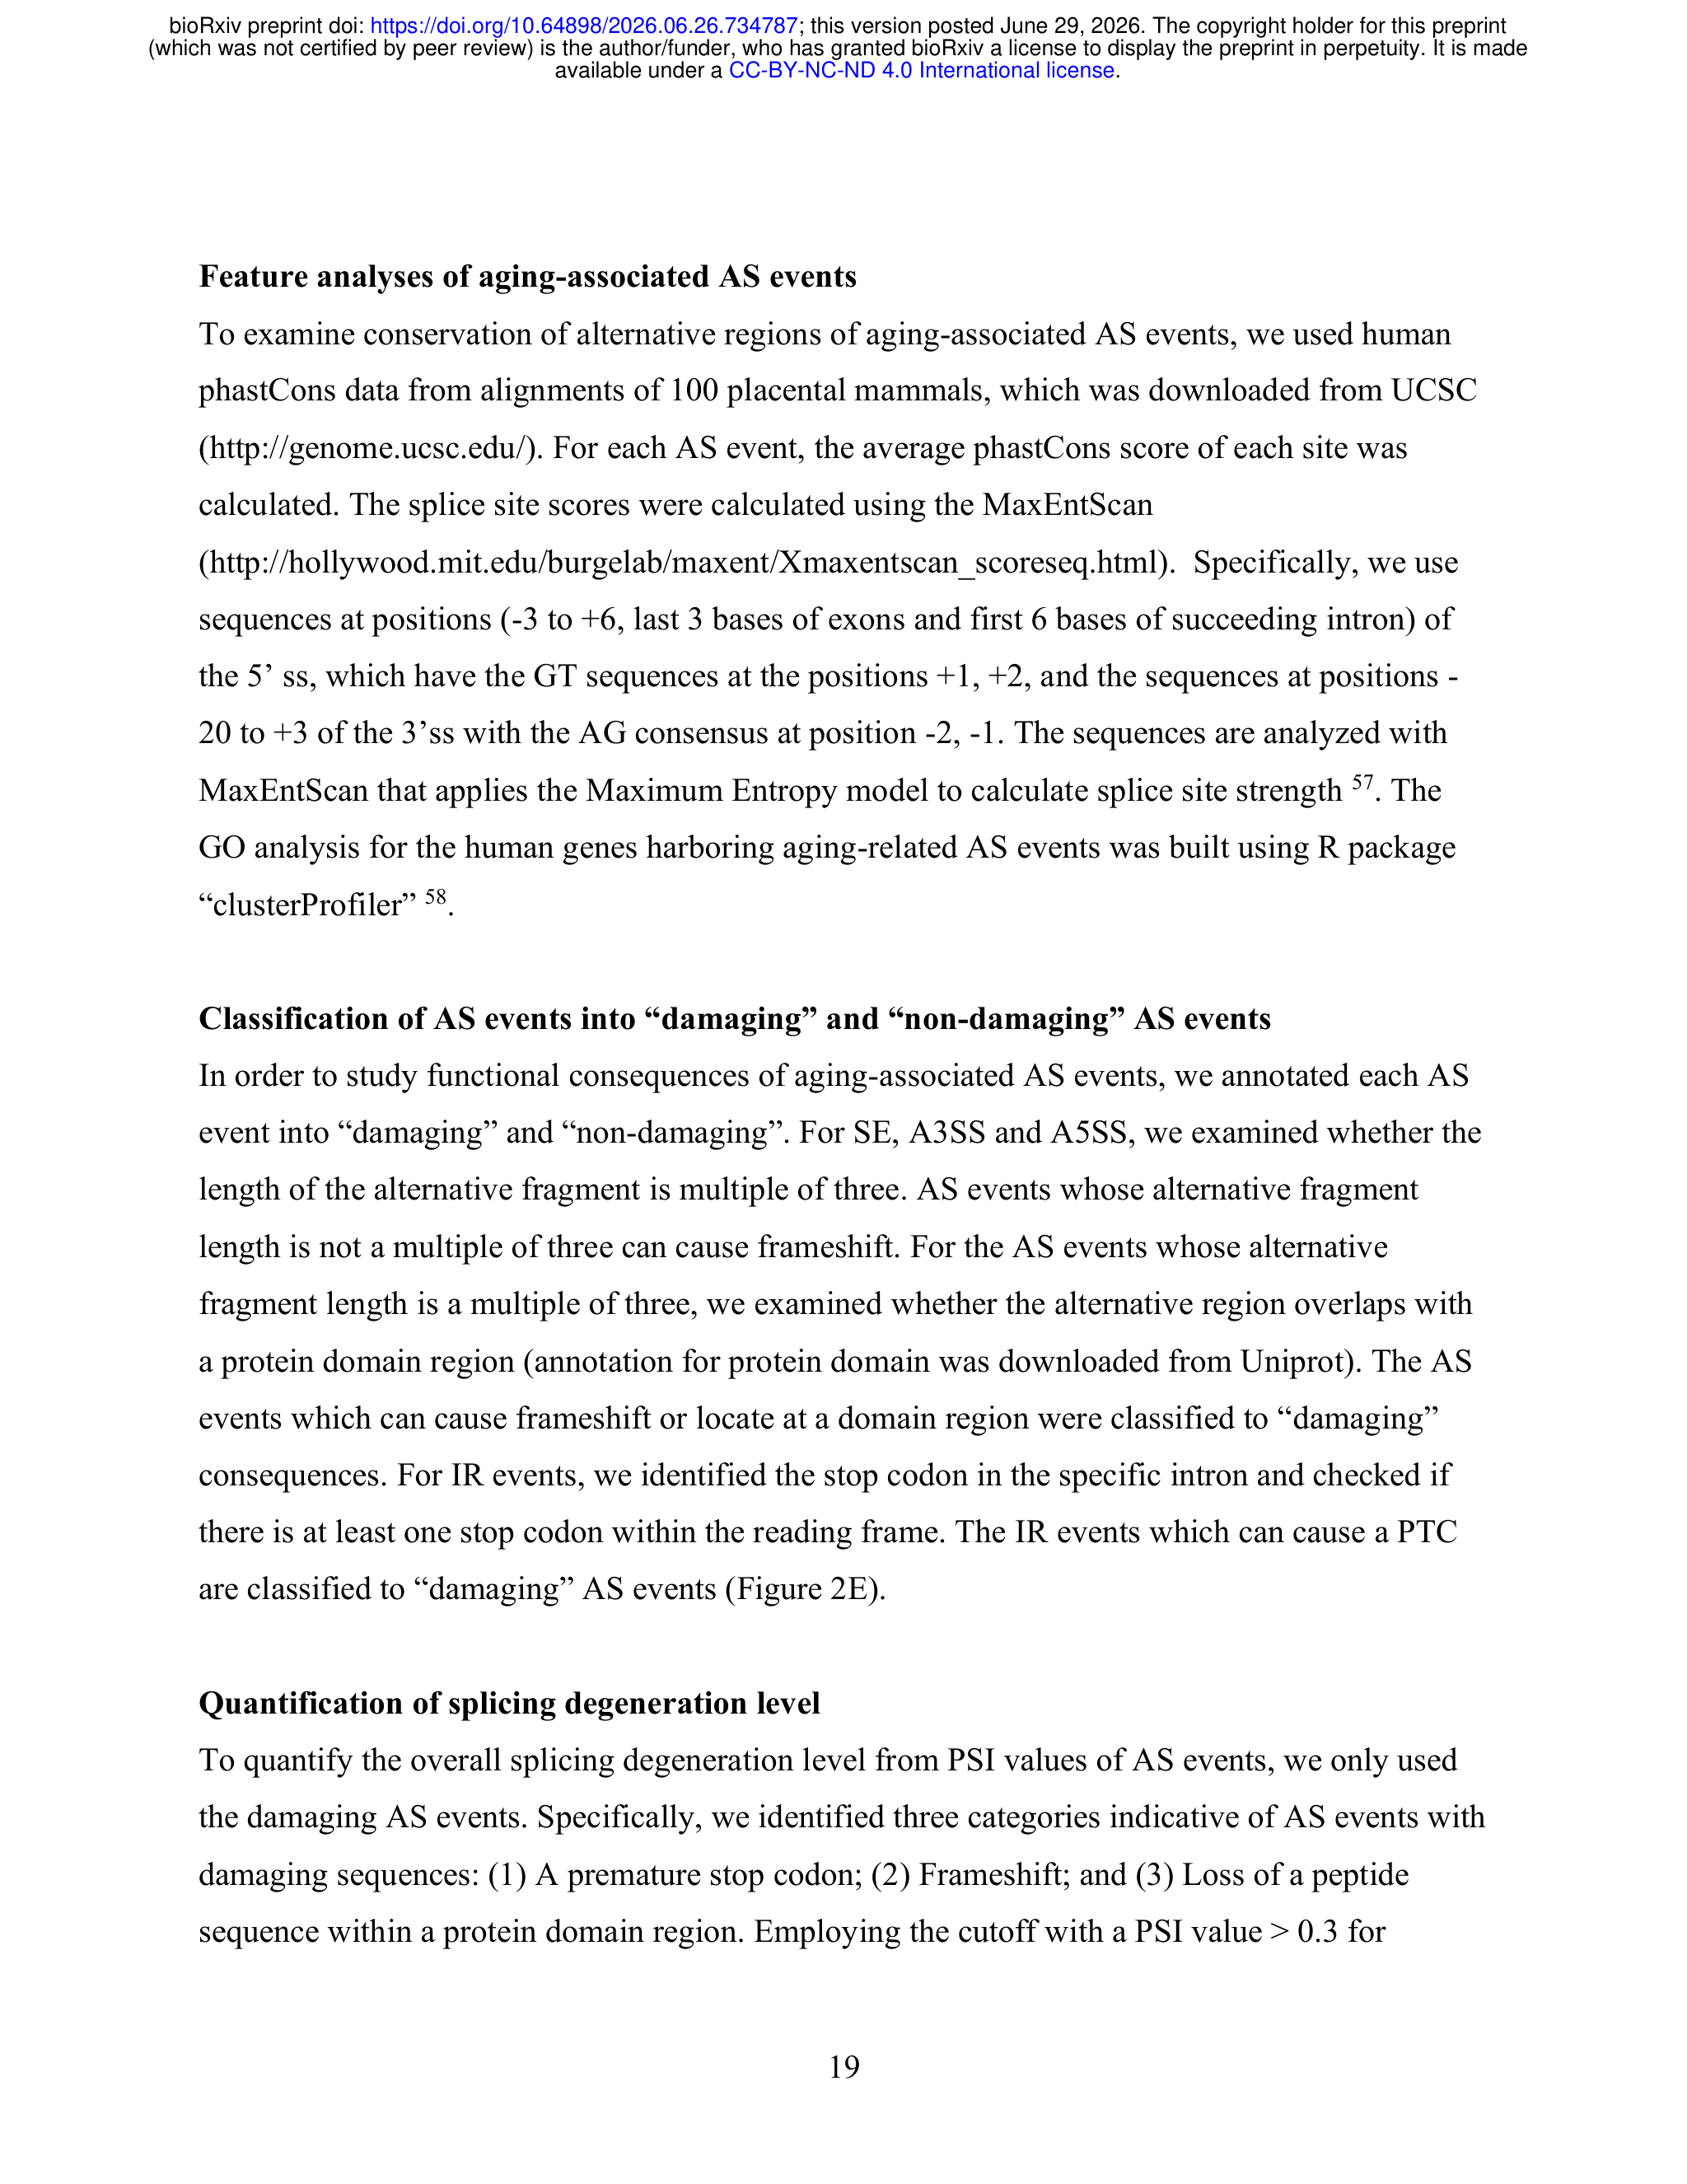 bioRxiv preprint doi: https://doi.org/10.64898/2026.06.26.734787; this version posted June 29, 2026. The copyright holder for this preprint
(which was not certified by peer review) is the author/funder, who has granted bioRxiv a license to display the preprint in perpetuity. It is made
available under a CC-BY-NC-ND 4.0 International license.
Feature analyses of aging-associated AS events
To examine conservation of alternative regions of aging-associated AS events, we used human
phastCons data from alignments of 100 placental mammals, which was downloaded from UCSC
(http://genome.ucsc.edu/). For each AS event, the average phastCons score of each site was
calculated. The splice site scores were calculated using the MaxEntScan
(http://hollywood.mit.edu/burgelab/maxent/Xmaxentscan_scoreseq.html).  Specifically, we use
sequences at positions (-3 to +6, last 3 bases of exons and first 6 bases of succeeding intron) of
the 5’ ss, which have the GT sequences at the positions +1, +2, and the sequences at positions -
20 to +3 of the 3’ss with the AG consensus at position -2, -1. The sequences are analyzed with
MaxEntScan that applies the Maximum Entropy model to calculate splice site strength 57. The
GO analysis for the human genes harboring aging-related AS events was built using R package
“clusterProfiler” 58.
Classification of AS events into “damaging” and “non-damaging” AS events
In order to study functional consequences of aging-associated AS events, we annotated each AS
event into “damaging” and “non-damaging”. For SE, A3SS and A5SS, we examined whether the
length of the alternative fragment is multiple of three. AS events whose alternative fragment
length is not a multiple of three can cause frameshift. For the AS events whose alternative
fragment length is a multiple of three, we examined whether the alternative region overlaps with
a protein domain region (annotation for protein domain was downloaded from Uniprot). The AS
events which can cause frameshift or locate at a domain region were classified to “damaging”
consequences. For IR events, we identified the stop codon in the specific intron and checked if
there is at least one stop codon within the reading frame. The IR events which can cause a PTC
are classified to “damaging” AS events (Figure 2E).
Quantification of splicing degeneration level
To quantify the overall splicing degeneration level from PSI values of AS events, we only used
the damaging AS events. Specifically, we identified three categories indicative of AS events with
damaging sequences: (1) A premature stop codon; (2) Frameshift; and (3) Loss of a peptide
sequence within a protein domain region. Employing the cutoff with a PSI value > 0.3 for
19